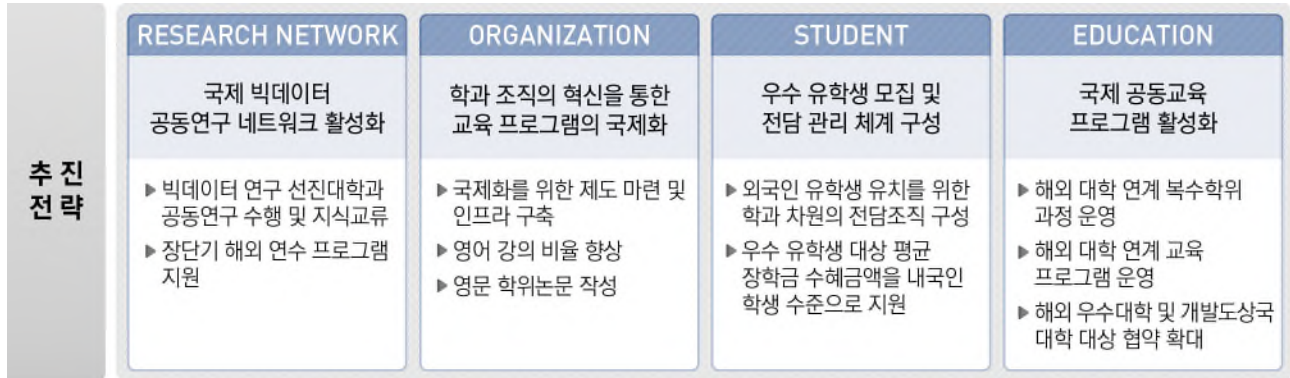 추 진
전 략
RESEARCH NETWORK
국제 빅데이터
공동연구 네트워크 활성화
▶ 빅데이터 연구 선진대학과
공동연구 수행 및 지식교류
▶ 장단기 해외 연수 프로그램
지원
ORGANIZATION
학과 조직의 혁신을 통한
교육 프로그램의 국제화
▶ 국제화를 위한 제도 마련 및
인프라 구축
▶ 영어 강의 비율 향상
▶ 영문 학위논문 작성
STUDENT
우수 유학생 모집 및
전담 관리 체계 구성
▶ 외국인 유학생 유치를 위한
학과 차원의 전담조직 구성
▶ 우수 유학생 대상 평균
장학금 수혜금액을 내국인
학생 수준으로 지원
EDUCATION
국제 공동교육
프로그램 활성화
▶ 해외 대학 연계 복수학위
과정 운영
▶ 해외 대학 연계 교육
프로그램 운영
▶ 해외 우수대학 및 개발도상국
대학 대상 협약 확대